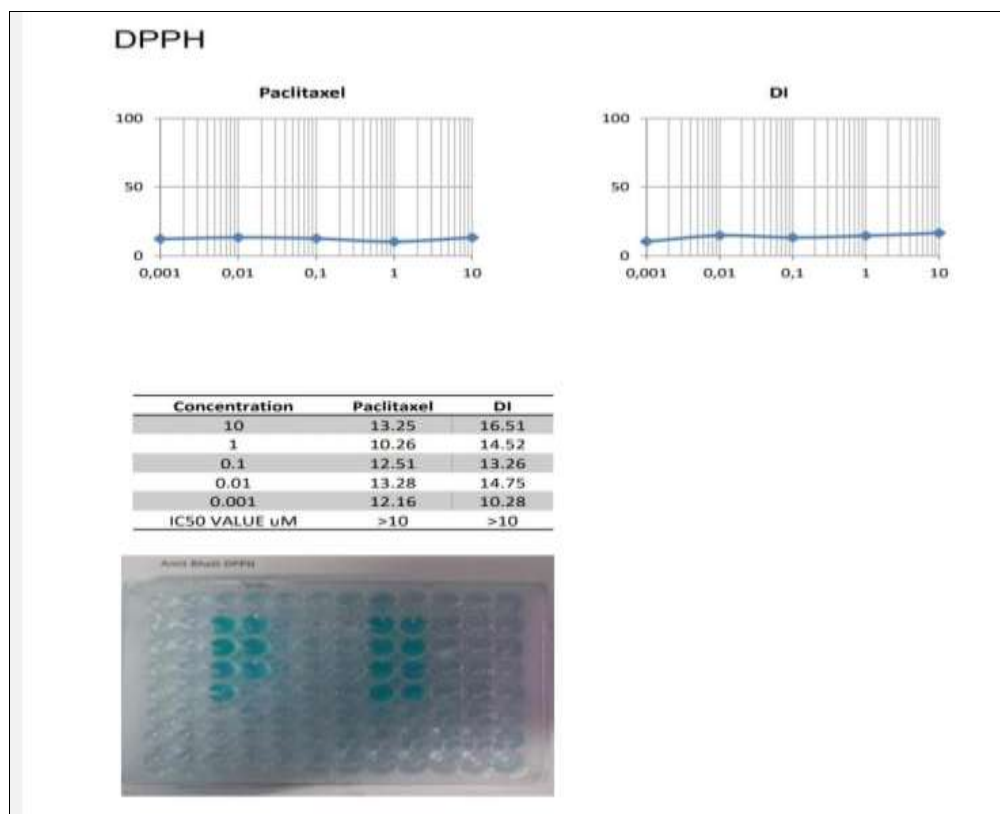 DPPH
Paclitaxel
100
50
0
0,001 0,01 0,1 1 10
DI
100
50
0
0,001 0,01 0,1 1 10
Concentration Paclitaxel DI
10 13.25 16.51
1 10.26 14.52
0.1 12.51 13.26
0.01 13.28 14.75
0.001 12.16 10.28
IC50 VALUE uM >10 >10
DPPH